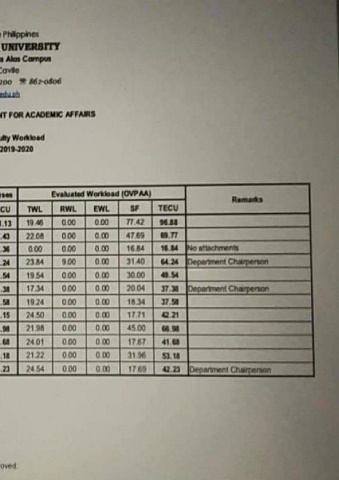 Philippines
UNIVERSITY
s Alas Campus
Cavite
200 ☏ 862-0806
edu.ph
NT FOR ACADEMIC AFFAIRS
ulty Workload
2019-2020
ses Evaluated Workload (OVPAA) Remarks
CU TWL RWL EWL SF TECU
1.13 19.46 0.00 0.00 77.42 96.88
.43 22.08 0.00 0.00 47.69 69.77
.36 0.00 0.00 0.00 16.84 16.84 No attachments
.24 23.84 9.00 0.00 31.40 64.24 Department Chairperson
.54 19.54 0.00 0.00 30.00 49.54
.38 17.34 0.00 0.00 20.04 37.38 Department Chairperson
.58 19.24 0.00 0.00 18.34 37.58
.15 24.50 0.00 0.00 17.71 42.21
.98 21.98 0.00 0.00 45.00 66.98
.68 24.01 0.00 0.00 17.67 41.68
.18 21.22 0.00 0.00 31.96 53.18
.23 24.54 0.00 0.00 17.69 42.23 Department Chairperson
oved: